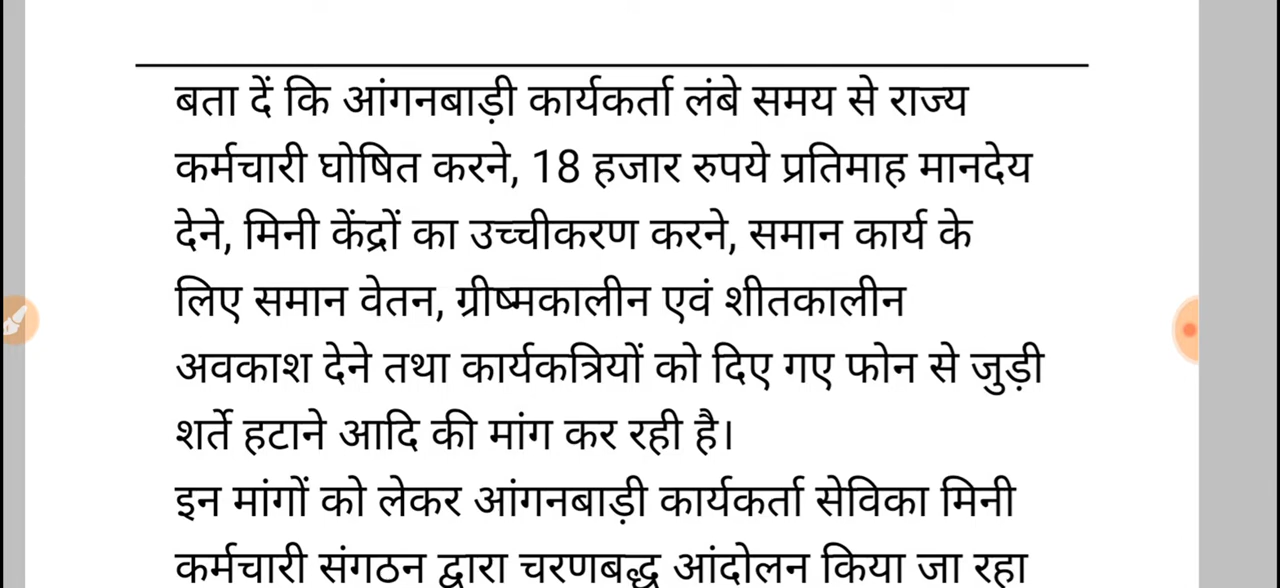 बता दें कि आंगनबाड़ी कार्यकर्ता लंबे समय से राज्य
कर्मचारी घोषित करने, 18 हजार रुपये प्रतिमाह मानदेय
देने, मिनी केंद्रों का उच्चीकरण करने, समान कार्य के
लिए समान वेतन, ग्रीष्मकालीन एवं शीतकालीन
अवकाश देने तथा कार्यकत्रियों को दिए गए फोन से जुड़ी
शर्ते हटाने आदि की मांग कर रही है।
इन मांगों को लेकर आंगनबाड़ी कार्यकर्ता सेविका मिनी
कर्मचारी संगठन द्वारा चरणबद्ध आंदोलन किया जा रहा